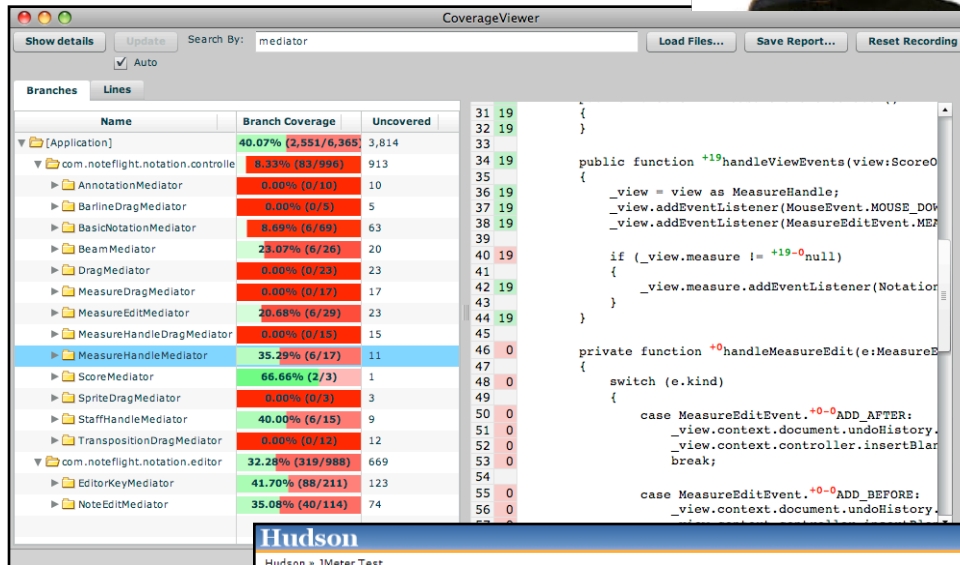 CoverageViewer
Show details Update Search By: mediator Load Files... Save Report... Reset Recording
Auto
Branches Lines
Name Branch Coverage Uncovered
[Application] 40.07% (2,551/6,365) 3,814
com.noteflight.notation.controlle 8.33% (83/996) 913
AnnotationMediator 0.00% (0/10) 10
BarlineDragMediator 0.00% (0/5) 5
BasicNotationMediator 8.69% (6/69) 63
BeamMediator 23.07% (6/26) 20
DragMediator 0.00% (0/23) 23
MeasureDragMediator 0.00% (0/17) 17
MeasureEditMediator 20.68% (6/29) 23
MeasureHandleDragMediator 0.00% (0/15) 15
MeasureHandleMediator 35.29% (6/17) 11
ScoreMediator 66.66% (2/3) 1
SpriteDragMediator 0.00% (0/3) 3
StaffHandleMediator 40.00% (6/15) 9
TranspositionDragMediator 0.00% (0/12) 12
com.noteflight.notation.editor 32.28% (319/988) 669
EditorKeyMediator 41.70% (88/211) 123
NoteEditMediator 35.08% (40/114) 74
31 19 {
32 19 }
33
34 19 public function +19handleViewEvents(view:ScoreO
35 {
36 19 _view = view as MeasureHandle;
37 19 _view.addEventListener(MouseEvent.MOUSE_DOW
38 19 _view.addEventListener(MeasureEditEvent.MEA
39
40 19 if (_view.measure != +19-0null)
41 {
42 19 _view.measure.addEventListener(Notation
43 }
44 19 }
45
46 0 private function +0handleMeasureEdit(e:MeasureE
47 {
48 0 switch (e.kind)
49 {
50 0 case MeasureEditEvent.+0-0ADD_AFTER:
51 0 _view.context.document.undoHistory.
52 0 _view.context.controller.insertBlan
53 0 break;
54
55 0 case MeasureEditEvent.+0-0ADD_BEFORE:
56 0 _view.context.document.undoHistory.
Hudson
Hudson » JMeter Test